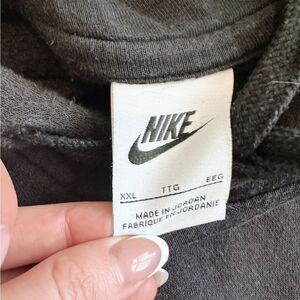 NIKE
XXL TTG EEG
MADE IN JORDAN
FABRIQUÉ EN JORDANIE